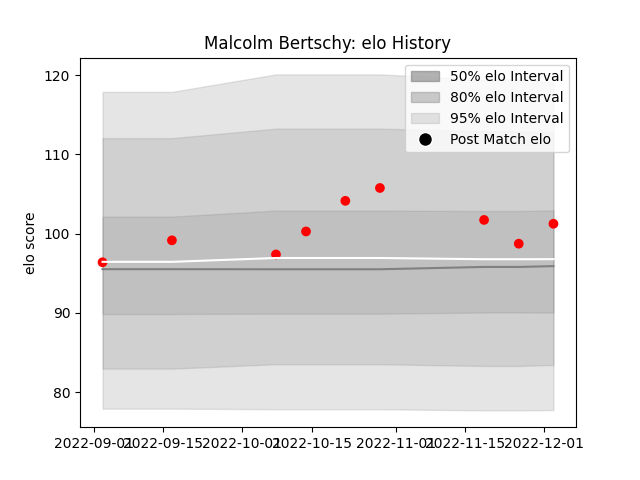 Malcolm Bertschy: elo History
120
110
100
90
80
elo score
50% elo Interval
80% elo Interval
95% elo Interval
Post Match elo
2022-09-01
2022-09-15
2022-10-01
2022-10-15
2022-11-01
2022-11-15
2022-12-01